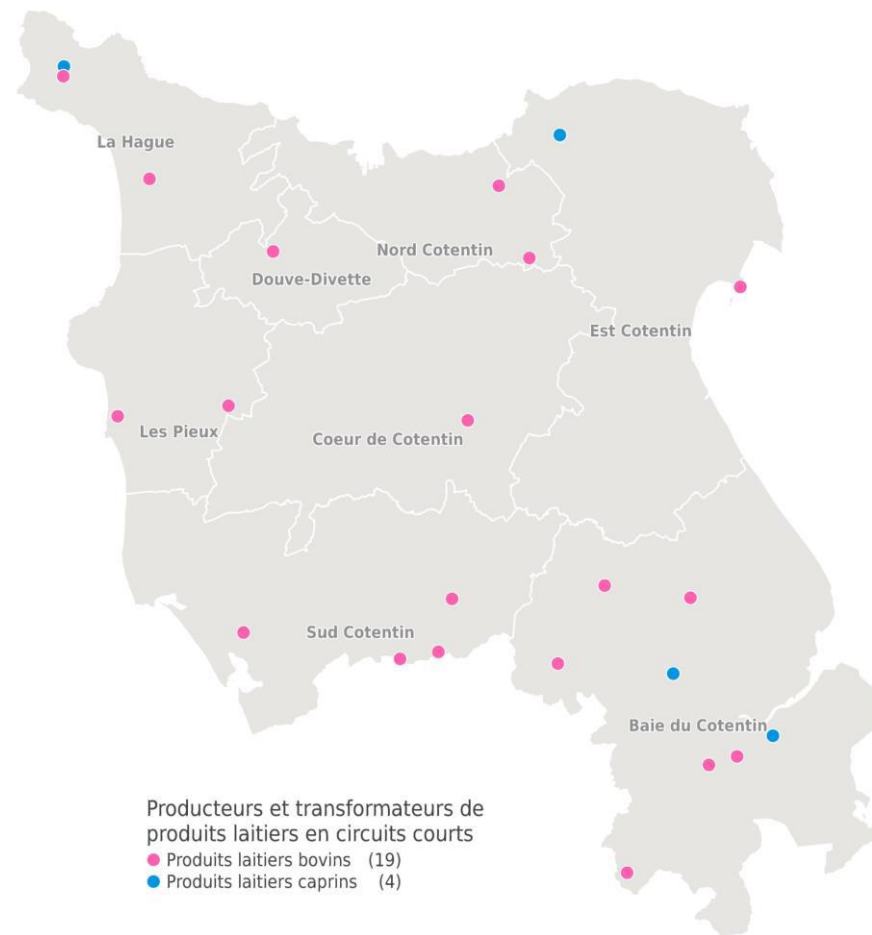 La Hague
Nord Cotentin
Douve-Divette
Est Cotentin
Les Pieux
Coeur de Cotentin
Sud Cotentin
Baie du Cotentin
Producteurs et transformateurs de
produits laitiers en circuits courts
Produits laitiers bovins (19)
Produits laitiers caprins (4)